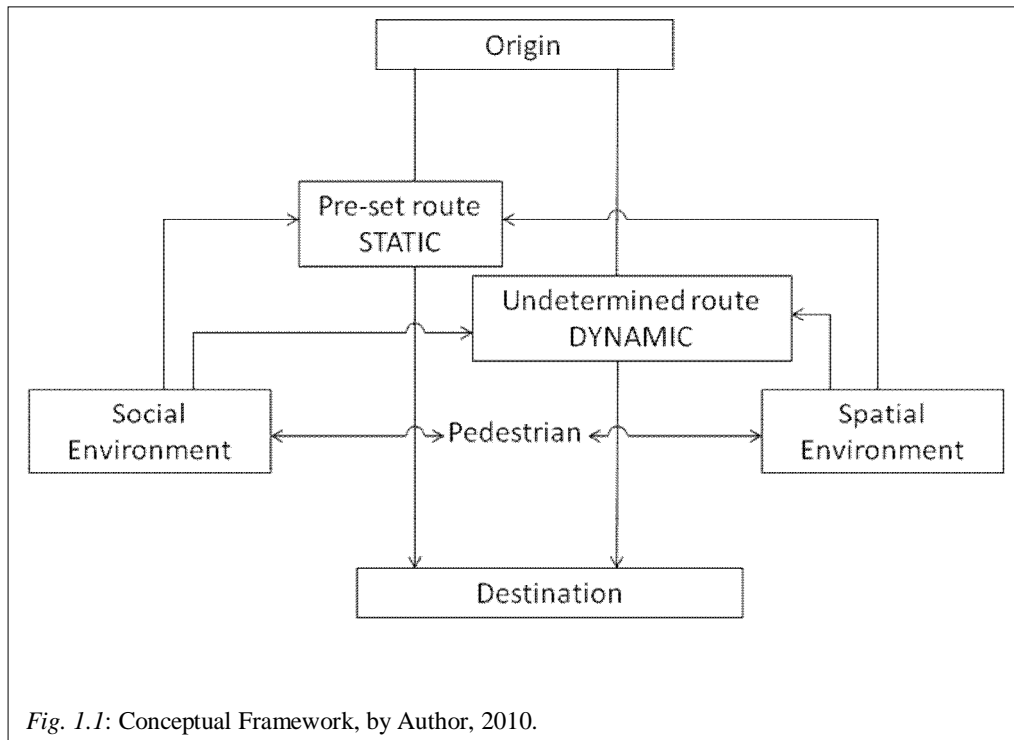 Origin
Pre-set route
STATIC
Undetermined route
DYNAMIC
Social
Environment
Pedestrian
Spatial
Environment
Destination
Fig. 1.1: Conceptual Framework, by Author, 2010.